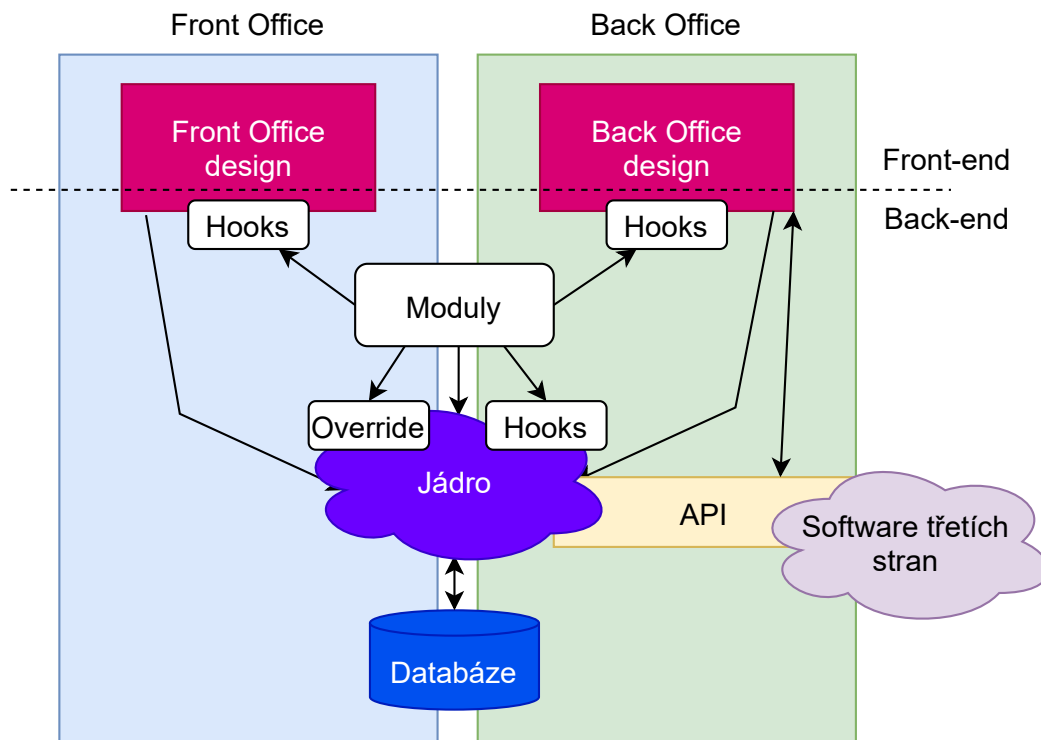 Front Office
Back Office
Front Office
design
Back Office
design
Front-end
Back-end
Hooks
Hooks
Moduly
Override
Hooks
Jádro
API
Software třetích
stran
Databáze